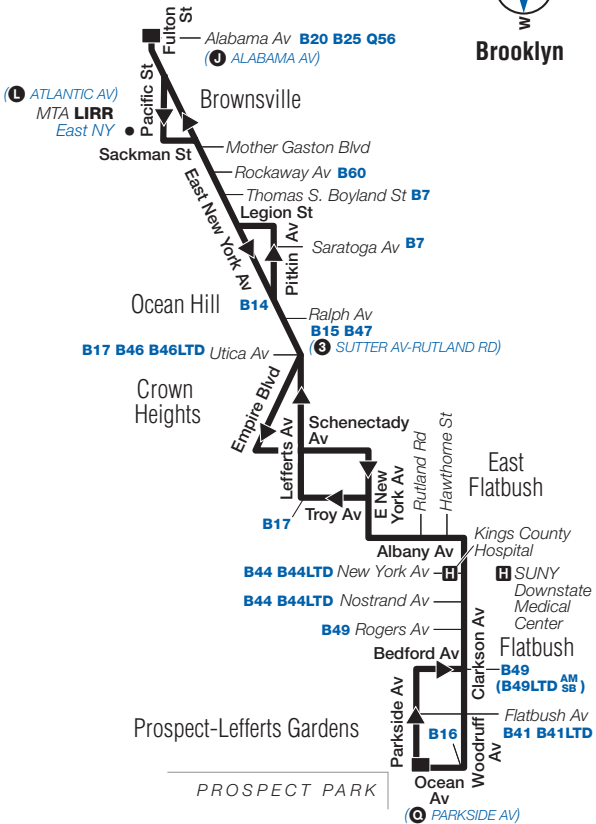 W
Brooklyn
Fulton St
Alabama Av B20 B25 Q56
(J ALABAMA AV)
(L ATLANTIC AV)
MTA LIRR
East NY
Pacific St
Brownsville
Sackman St
Mother Gaston Blvd
Rockaway Av B60
Thomas S. Boyland St B7
East New York Av
Legion St
Pitkin Av
Saratoga Av B7
Ocean Hill
B14
Ralph Av
B15 B47
(3 SUTTER AV-RUTLAND RD)
B17 B46 B46LTD Utica Av
Crown
Heights
Empire Blvd
Lefferts Av
Schenectady
Av
E New
York Av
Rutland Rd
Hawthorne St
East
Flatbush
B17
Troy Av
Albany Av
Kings County
Hospital
B44 B44LTD New York Av
H
H SUNY
Downstate
Medical
Center
B44 B44LTD Nostrand Av
B49 Rogers Av
Clarkson Av
Bedford Av
Flatbush
B49
(B49LTD AM SB)
Parkside Av
Flatbush Av
B41 B41LTD
B16
Woodruff
Av
Prospect-Lefferts Gardens
PROSPECT PARK
Ocean
Av
(Q PARKSIDE AV)